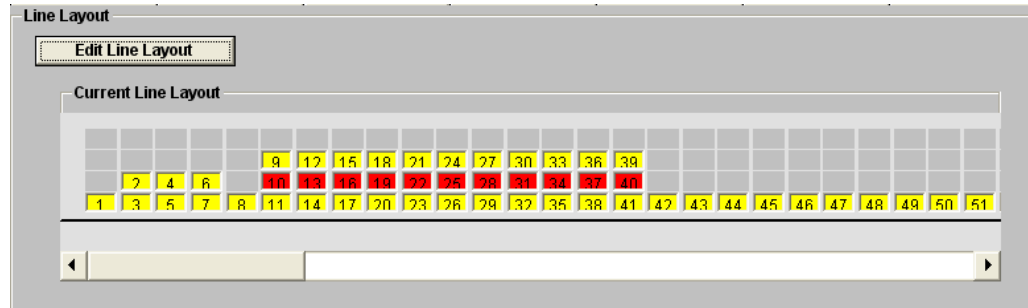 Line Layout
Edit Line Layout
Current Line Layout
9 12 15 18 21 24 27 30 33 36 39
2 4 6 10 13 16 19 22 25 28 31 34 37 40
1 3 5 7 8 11 14 17 20 23 26 29 32 35 38 41 42 43 44 45 46 47 48 49 50 51